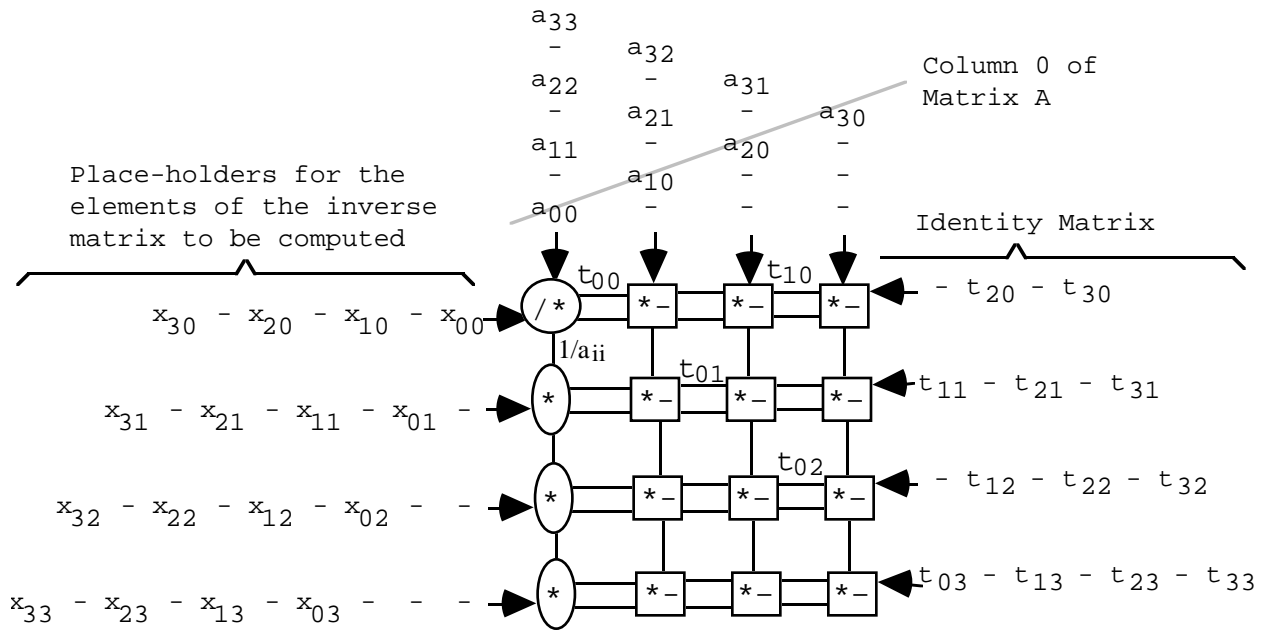 a33
- a32
a22 - a31
- a21 - a30
a11 - a20 -
- a10 - -
a00 - - -
Column 0 of
Matrix A
Place-holders for the
elements of the inverse
matrix to be computed
Identity Matrix
t00 t10
x30 - x20 - x10 - x00 /* *- *- *- - t20 - t30
1/aii
t01
x31 - x21 - x11 - x01 - * *- *- *- t11 - t21 - t31
t02
x32 - x22 - x12 - x02 - - * *- *- *- - t12 - t22 - t32
x33 - x23 - x13 - x03 - - - * *- *- *- t03 - t13 - t23 - t33